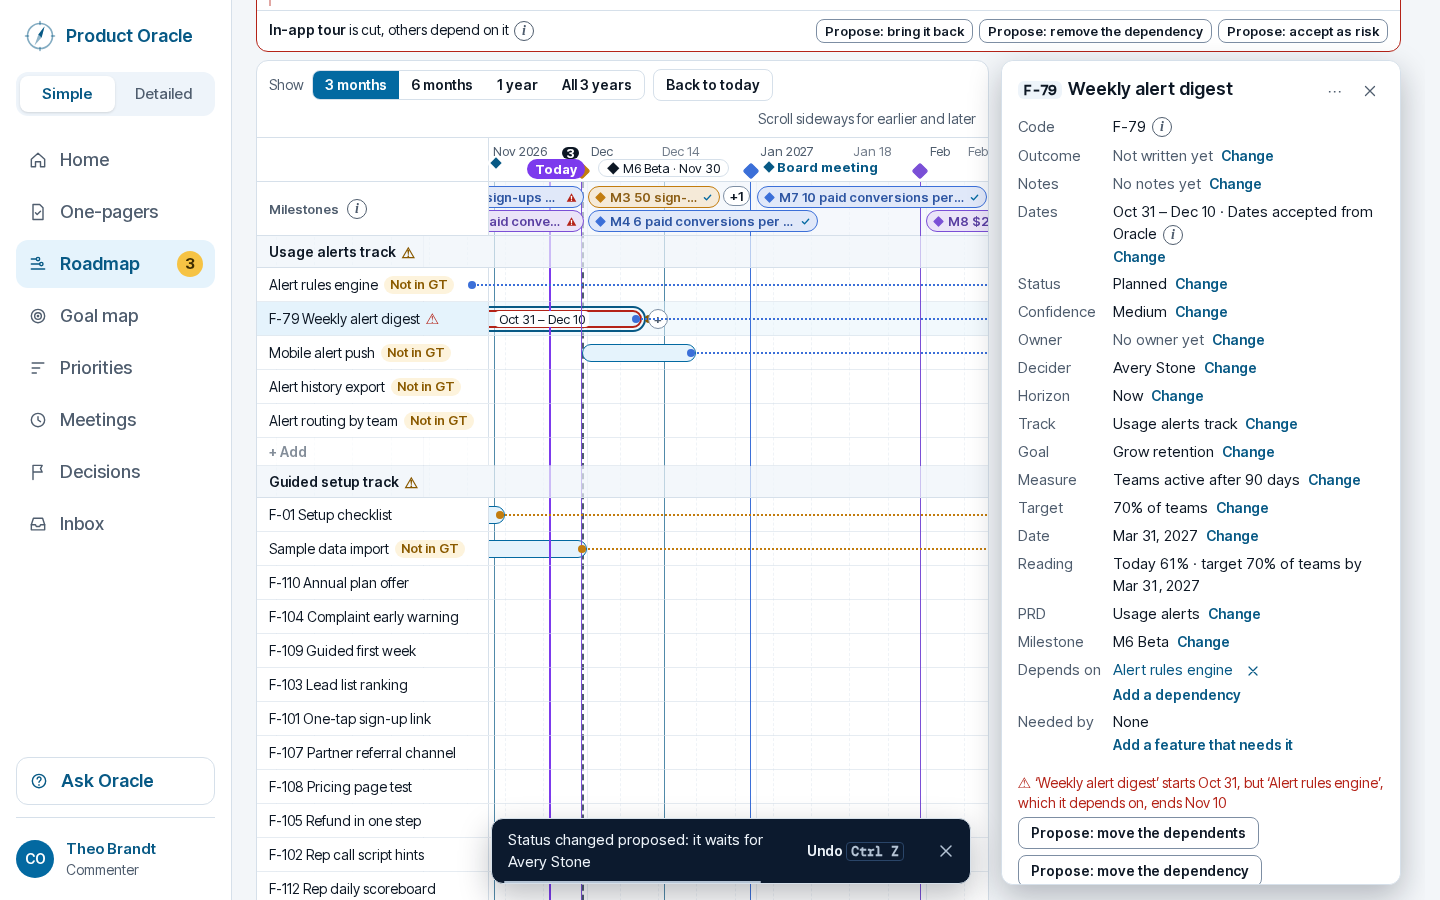 Product Oracle
Simple
Detailed
Home
One-pagers
Roadmap
3
Goal map
Priorities
Meetings
Decisions
Inbox
Ask Oracle
CO
Theo Brandt
Commenter
In-app tour is cut, others depend on it
Propose: bring it back
Propose: remove the dependency
Propose: accept as risk
Show
3 months
6 months
1 year
All 3 years
Back to today
Scroll sideways for earlier and later
Nov 2026
3
Dec
Dec 14
Jan 2027
Jan 18
Feb
Feb
Today
M6 Beta · Nov 30
Board meeting
Milestones
sign-ups ...
M3 50 sign-...
+1
M7 10 paid conversions per...
aid conve...
M4 6 paid conversions per ...
M8 $2
Usage alerts track
Alert rules engine
Not in GT
F-79 Weekly alert digest
Oct 31 – Dec 10
Mobile alert push
Not in GT
Alert history export
Not in GT
Alert routing by team
Not in GT
+ Add
Guided setup track
F-01 Setup checklist
Sample data import
Not in GT
F-110 Annual plan offer
F-104 Complaint early warning
F-109 Guided first week
F-103 Lead list ranking
F-101 One-tap sign-up link
F-107 Partner referral channel
F-108 Pricing page test
F-105 Refund in one step
F-102 Rep call script hints
F-112 Rep daily scoreboard
Status changed proposed: it waits for
Avery Stone
Undo Ctrl Z
F-79 Weekly alert digest
Code F-79
Outcome Not written yet Change
Notes No notes yet Change
Dates Oct 31 – Dec 10 · Dates accepted from
Oracle
Change
Status Planned Change
Confidence Medium Change
Owner No owner yet Change
Decider Avery Stone Change
Horizon Now Change
Track Usage alerts track Change
Goal Grow retention Change
Measure Teams active after 90 days Change
Target 70% of teams Change
Date Mar 31, 2027 Change
Reading Today 61% · target 70% of teams by
Mar 31, 2027
PRD Usage alerts Change
Milestone M6 Beta Change
Depends on Alert rules engine
Add a dependency
Needed by None
Add a feature that needs it
‘Weekly alert digest’ starts Oct 31, but ‘Alert rules engine’,
which it depends on, ends Nov 10
Propose: move the dependents
Propose: move the dependency